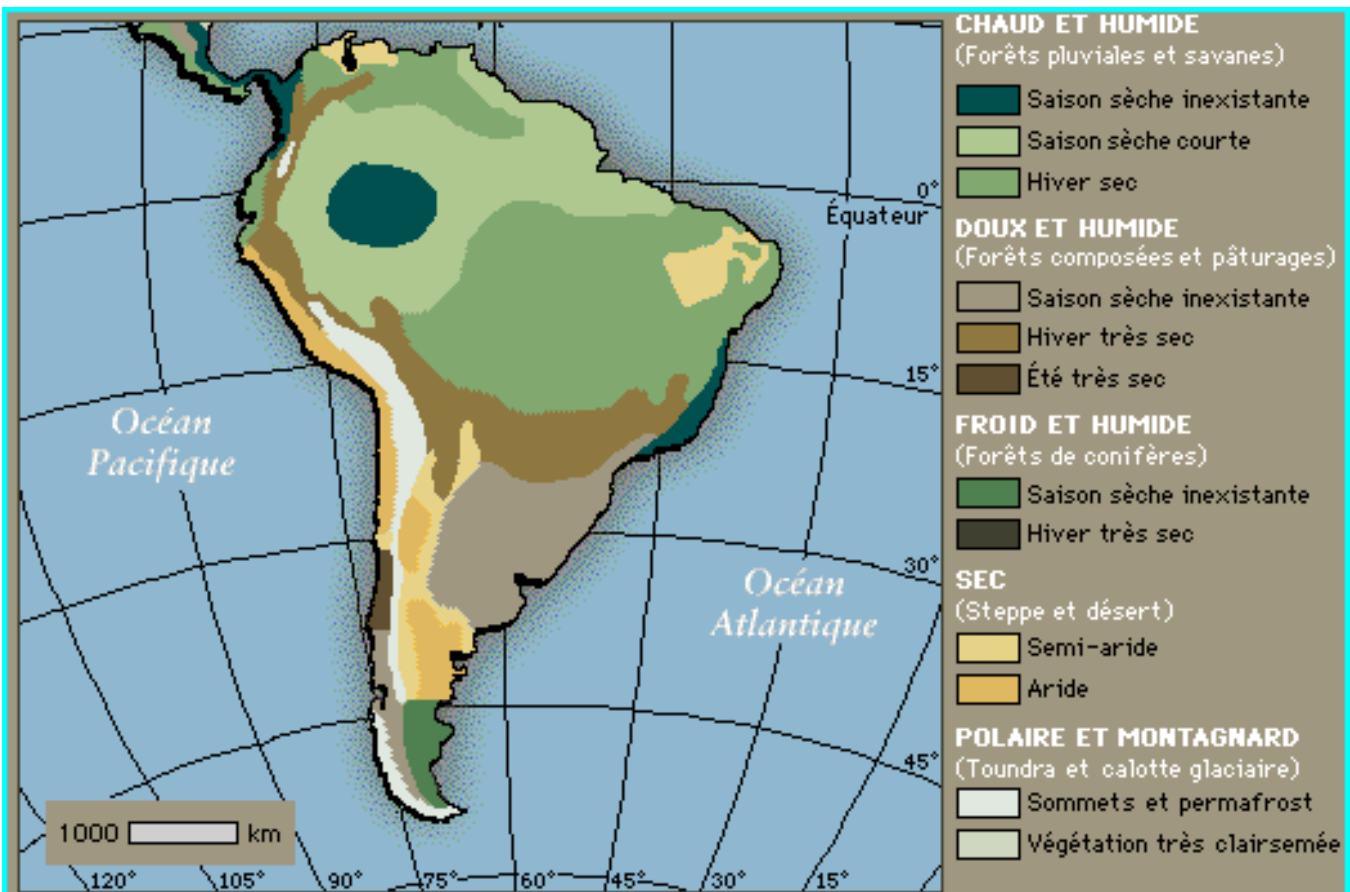 CHAUD ET HUMIDE
(Forêts pluviales et savanes)
Saison sèche inexistante
Saison sèche courte
Hiver sec
DOUX ET HUMIDE
(Forêts composées et pâturages)
Saison sèche inexistante
Hiver très sec
Été très sec
FROID ET HUMIDE
(Forêts de conifères)
Saison sèche inexistante
Hiver très sec
SEC
(Steppe et désert)
Semi-aride
Aride
POLAIRE ET MONTAGNARD
(Toundra et calotte glaciaire)
Sommets et permafrost
Végétation très clairsemée
0°
Équateur
15°
Océan
Pacifique
30°
Océan
Atlantique
45°
1000 km
120° 105° 90° 75° 60° 45° 30° 15°